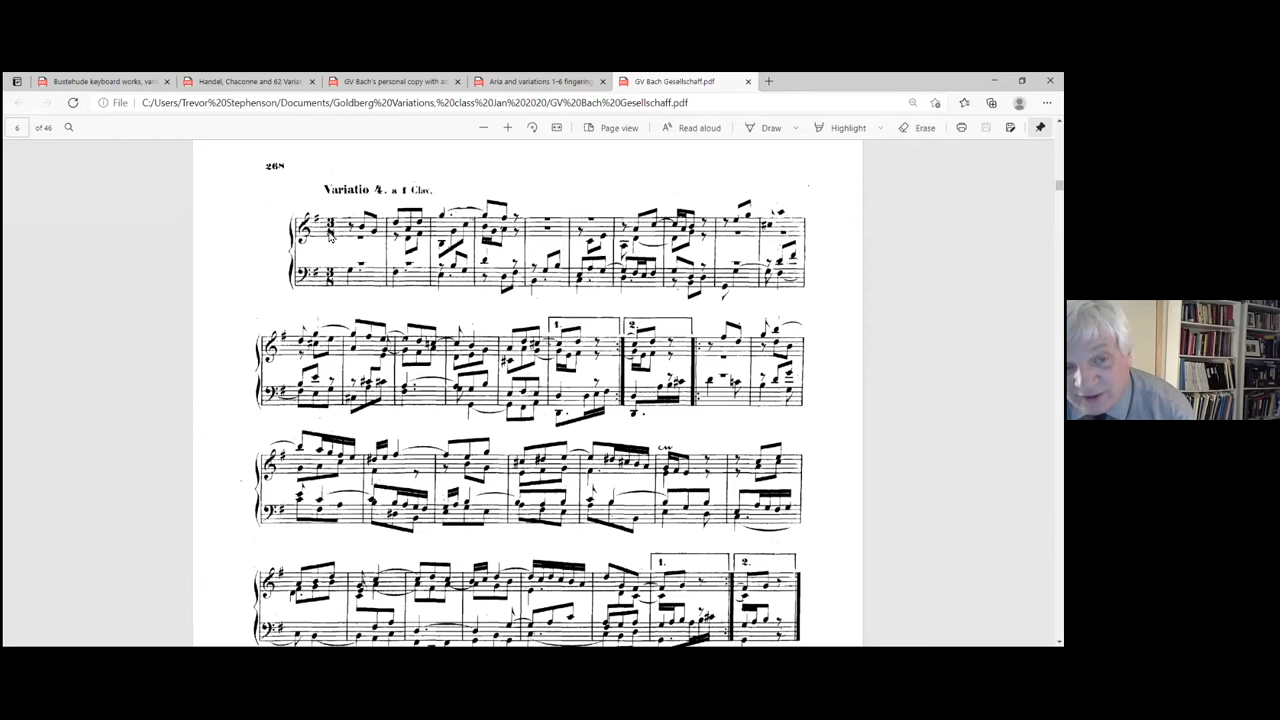 Buxtehude keyboard works, vari
Handel, Chaconne and 62 Variat
GV Bach's personal copy with ac
Aria and variations 1-6 fingering
GV Bach Gesellschaff.pdf
File
C:/Users/Trevor%20Stephenson/Documents/Goldberg%20Variations,%20class%20Jan%202020/GV%20Bach%20Gesellschaff.pdf
6 of 46
Page view
Read aloud
Draw
Highlight
Erase
268
Variatio 4. a 1 Clav.
1.
2.
1.
2.